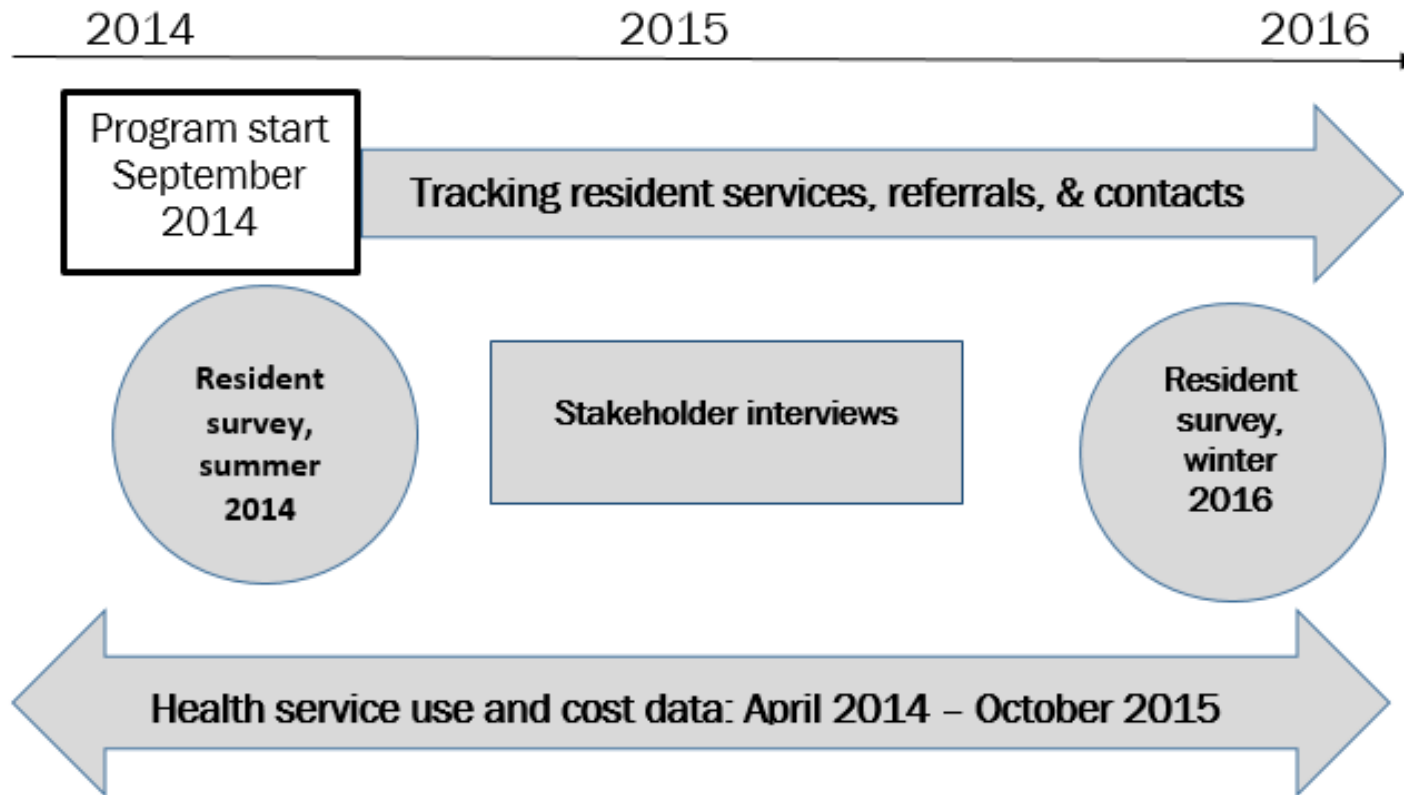 2014 2015 2016
Program start
September
2014
Tracking resident services, referrals, & contacts
Resident
survey,
summer
2014
Stakeholder interviews
Resident
survey,
winter
2016
Health service use and cost data: April 2014 – October 2015